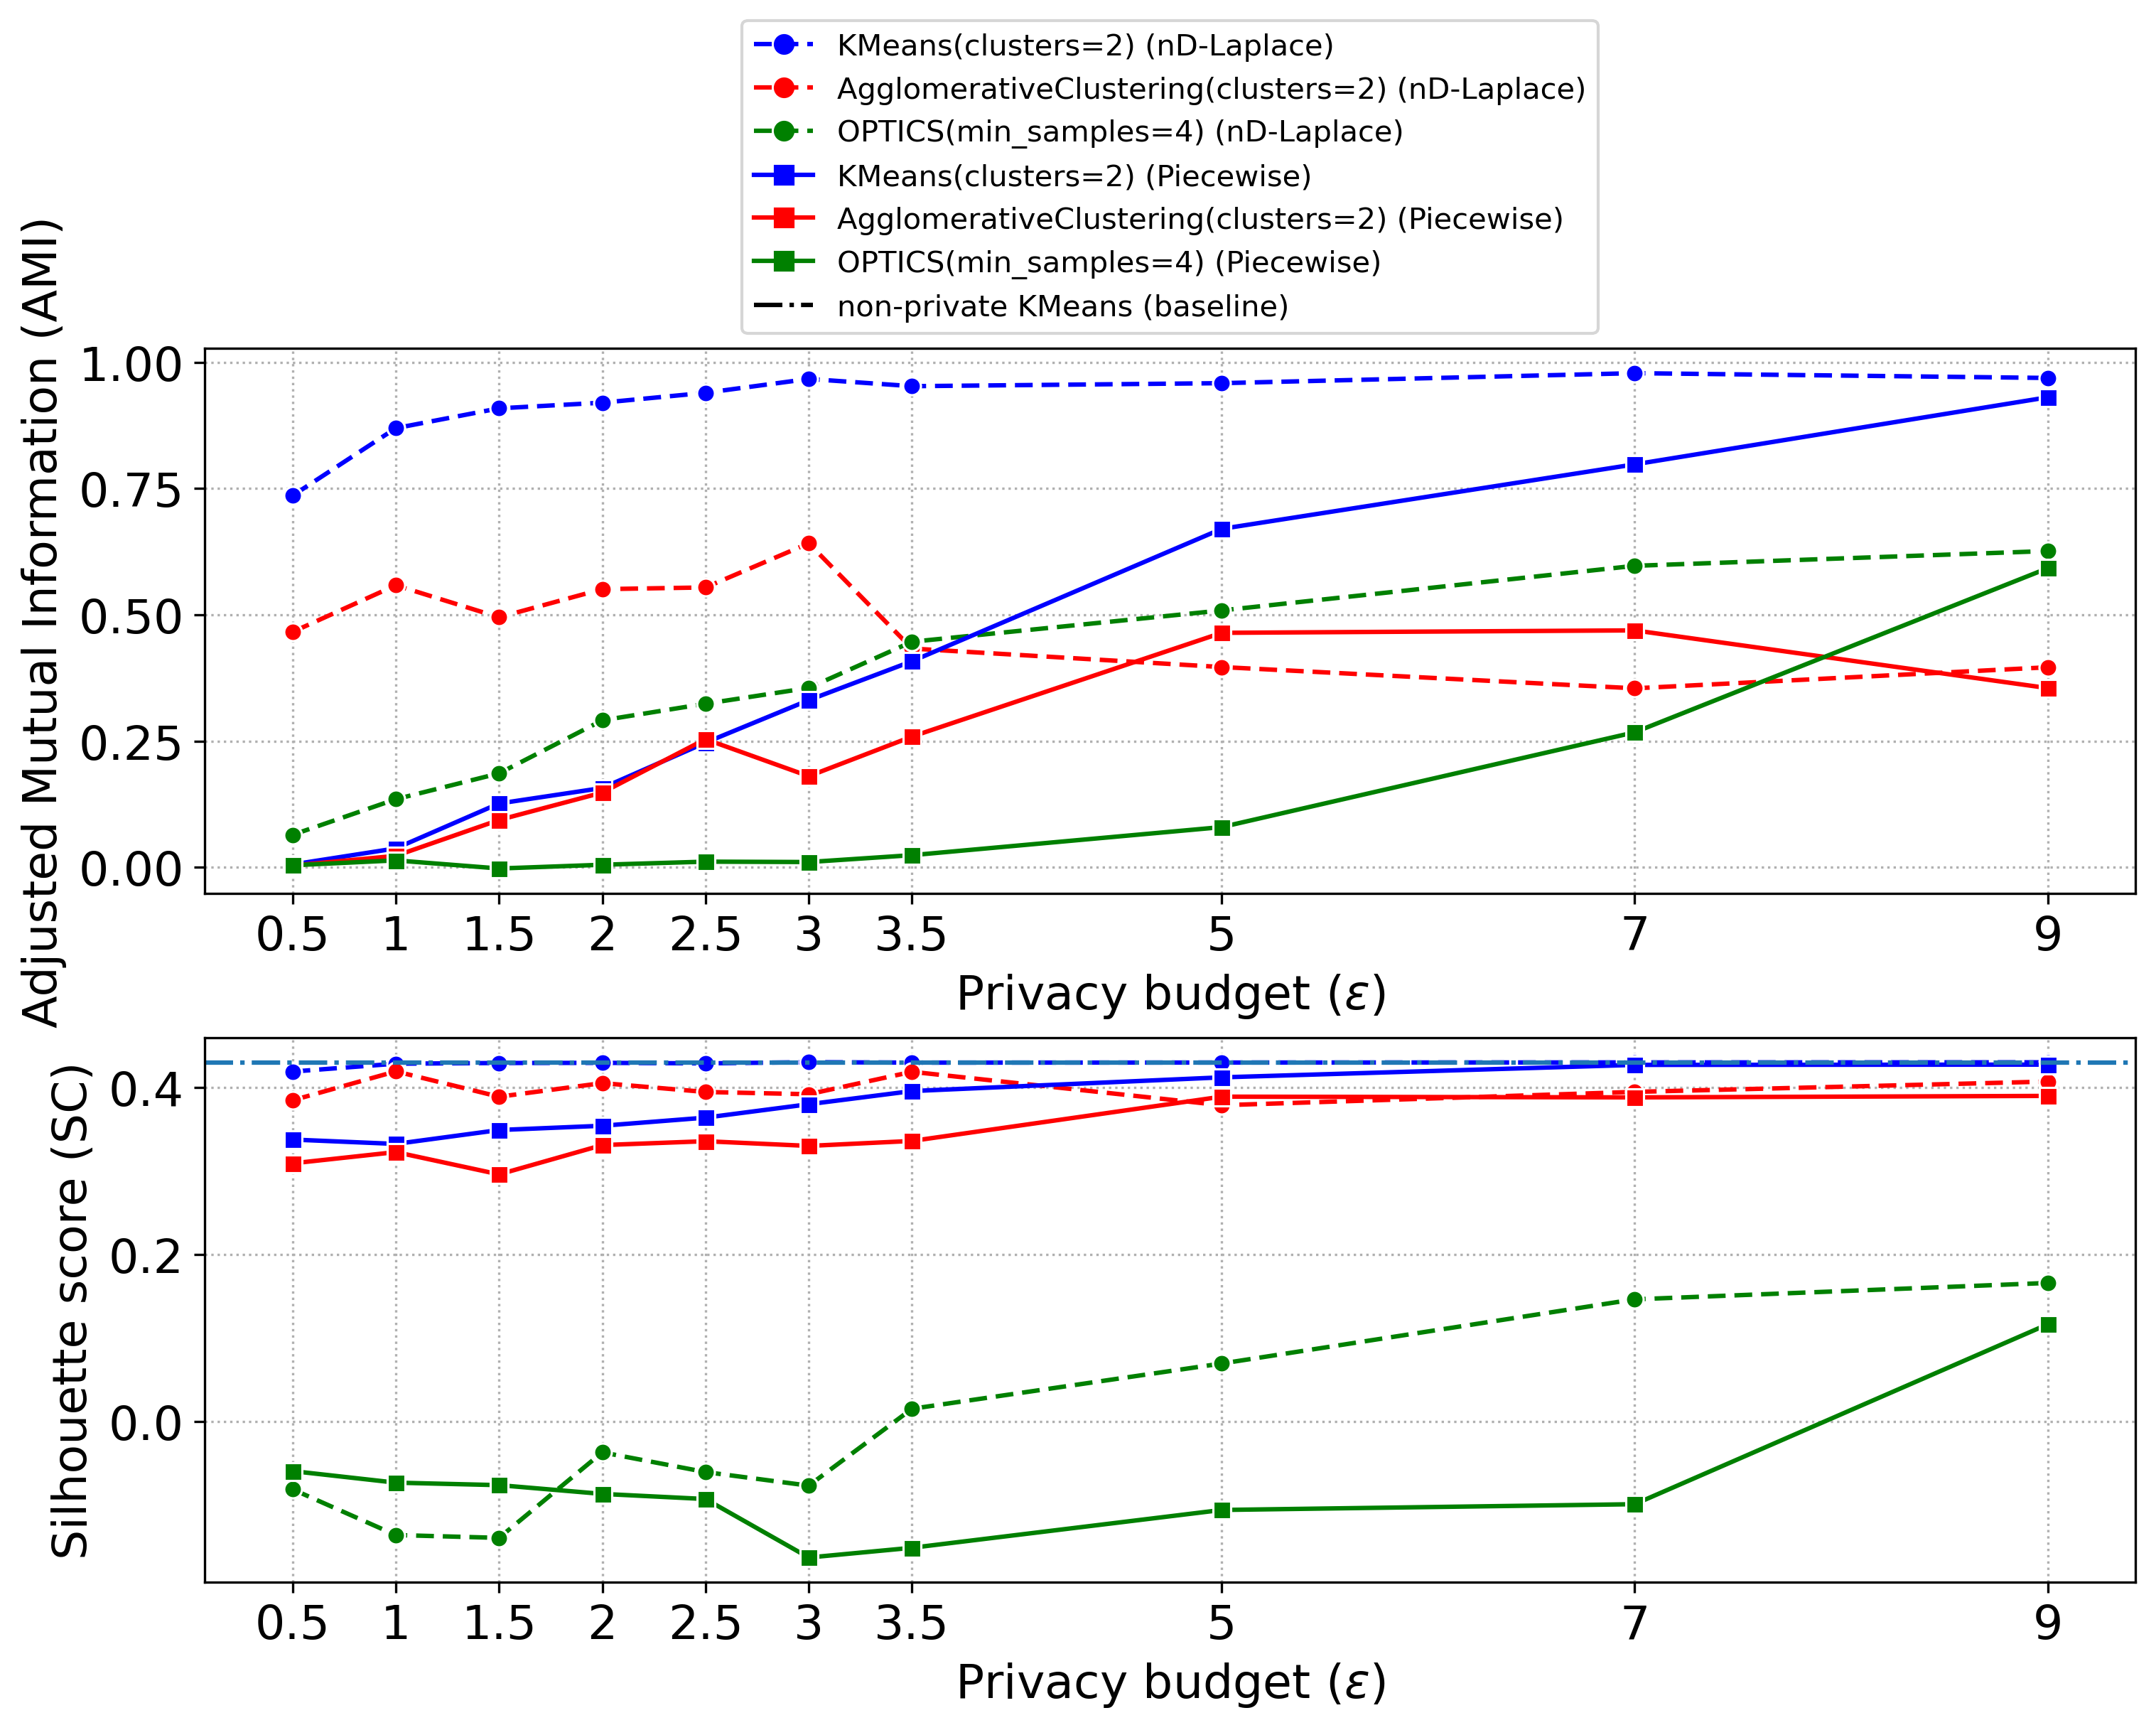 KMeans(clusters=2) (nD-Laplace)
AgglomerativeClustering(clusters=2) (nD-Laplace)
OPTICS(min_samples=4) (nD-Laplace)
KMeans(clusters=2) (Piecewise)
AgglomerativeClustering(clusters=2) (Piecewise)
OPTICS(min_samples=4) (Piecewise)
non-private KMeans (baseline)
Adjusted Mutual Information (AMI)
1.00
0.75
0.50
0.25
0.00
0.5 1 1.5 2 2.5 3 3.5 5 7 9
Privacy budget (ε)
Silhouette score (SC)
0.4
0.2
0.0
0.5 1 1.5 2 2.5 3 3.5 5 7 9
Privacy budget (ε)